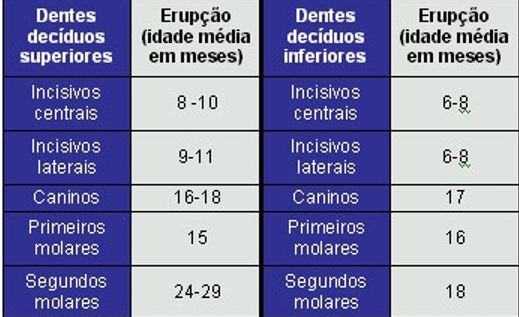 Dentes decíduos superiores
Erupção (idade média em meses)
Dentes decíduos inferiores
Erupção (idade média em meses)
Incisivos centrais
8 -10
Incisivos centrais
6-8
Incisivos laterais
9-11
Incisivos laterais
6-8
Caninos
16-18
Caninos
17
Primeiros molares
15
Primeiros molares
16
Segundos molares
24-29
Segundos molares
18